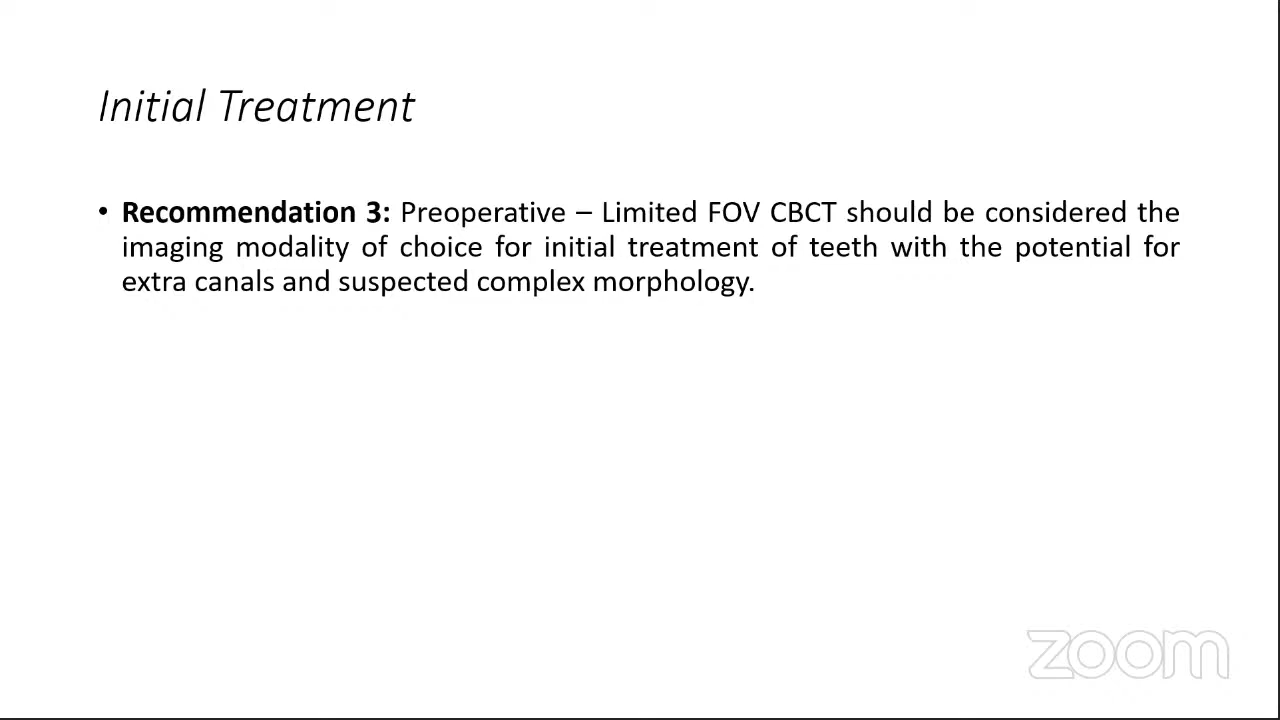 Initial Treatment
• Recommendation 3: Preoperative – Limited FOV CBCT should be considered the
imaging modality of choice for initial treatment of teeth with the potential for
extra canals and suspected complex morphology.
zoom